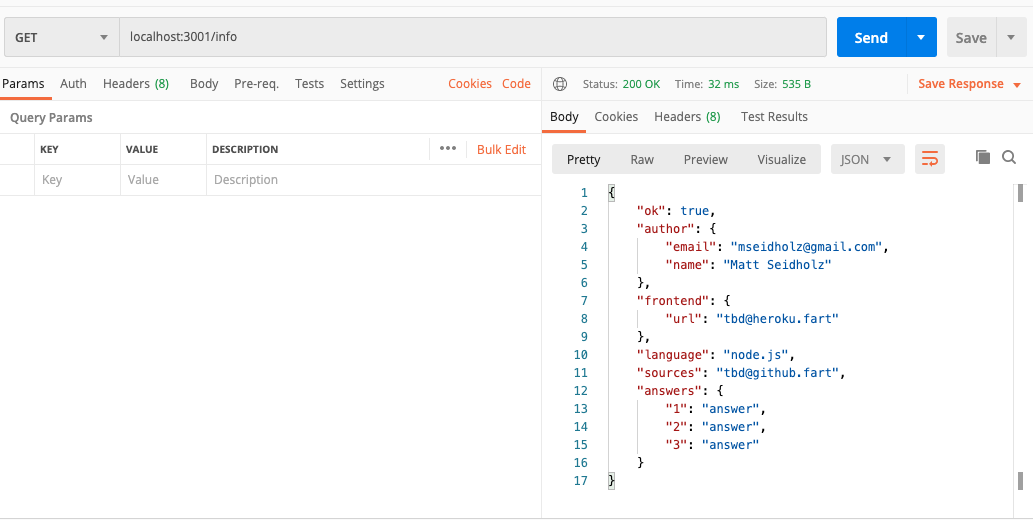 GET localhost:3001/info Send Save
Params Auth Headers (8) Body Pre-req. Tests Settings Cookies Code
Status: 200 OK Time: 32 ms Size: 535 B Save Response
Query Params
Body Cookies Headers (8) Test Results
KEY VALUE DESCRIPTION ••• Bulk Edit
Key Value Description
Pretty Raw Preview Visualize JSON
1 {
2 "ok": true,
3 "author": {
4 "email": "mseidholz@gmail.com",
5 "name": "Matt Seidholz"
6 },
7 "frontend": {
8 "url": "tbd@heroku.fart"
9 },
10 "language": "node.js",
11 "sources": "tbd@github.fart",
12 "answers": {
13 "1": "answer",
14 "2": "answer",
15 "3": "answer"
16 }
17 }